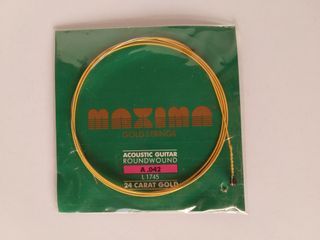 maxima
GOLD STRINGS
ACOUSTIC GUITAR
ROUNDWOUND
A .042
L 1745
24 CARAT GOLD